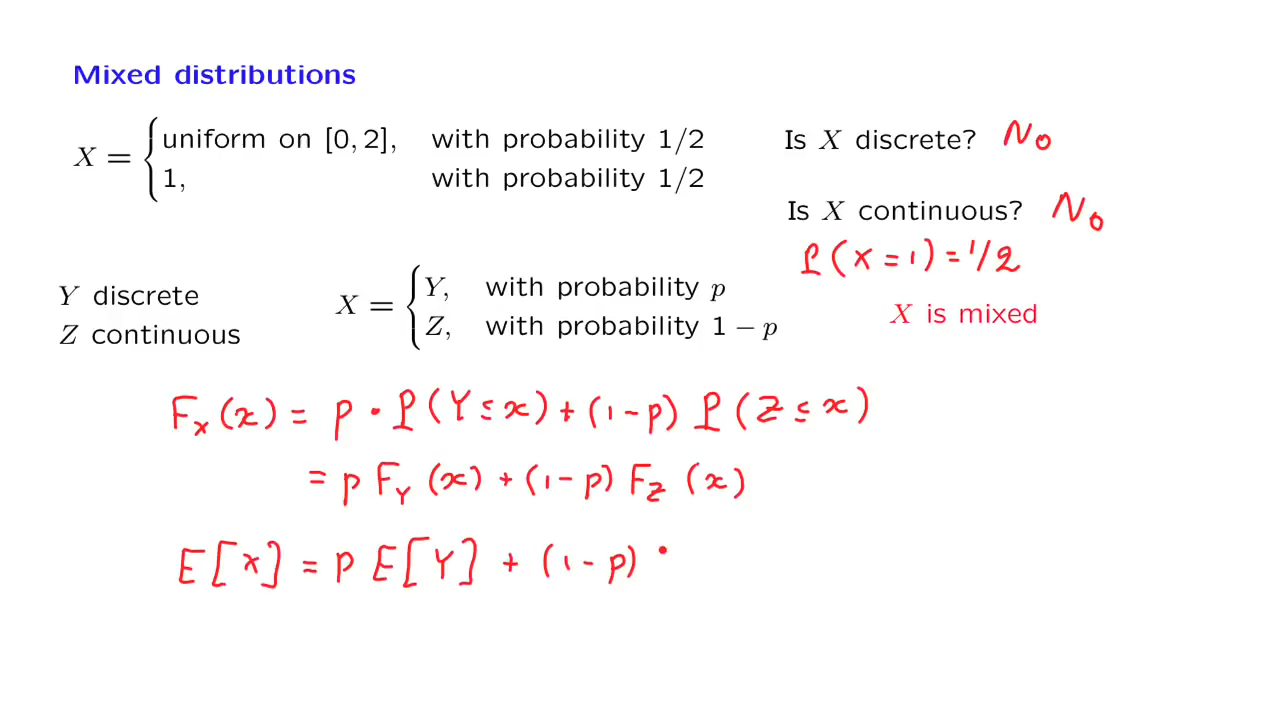 Mixed distributions
X = { uniform on [0, 2], with probability 1/2
1, with probability 1/2
Is X discrete? No
Is X continuous? No
P(X = 1) = 1/2
X is mixed
Y discrete
Z continuous
X = { Y, with probability p
Z, with probability 1 − p
F_X(x) = p · P(Y ≤ x) + (1 − p) P(Z ≤ x)
= p F_Y(x) + (1 − p) F_Z(x)
E[X] = p E[Y] + (1 − p)